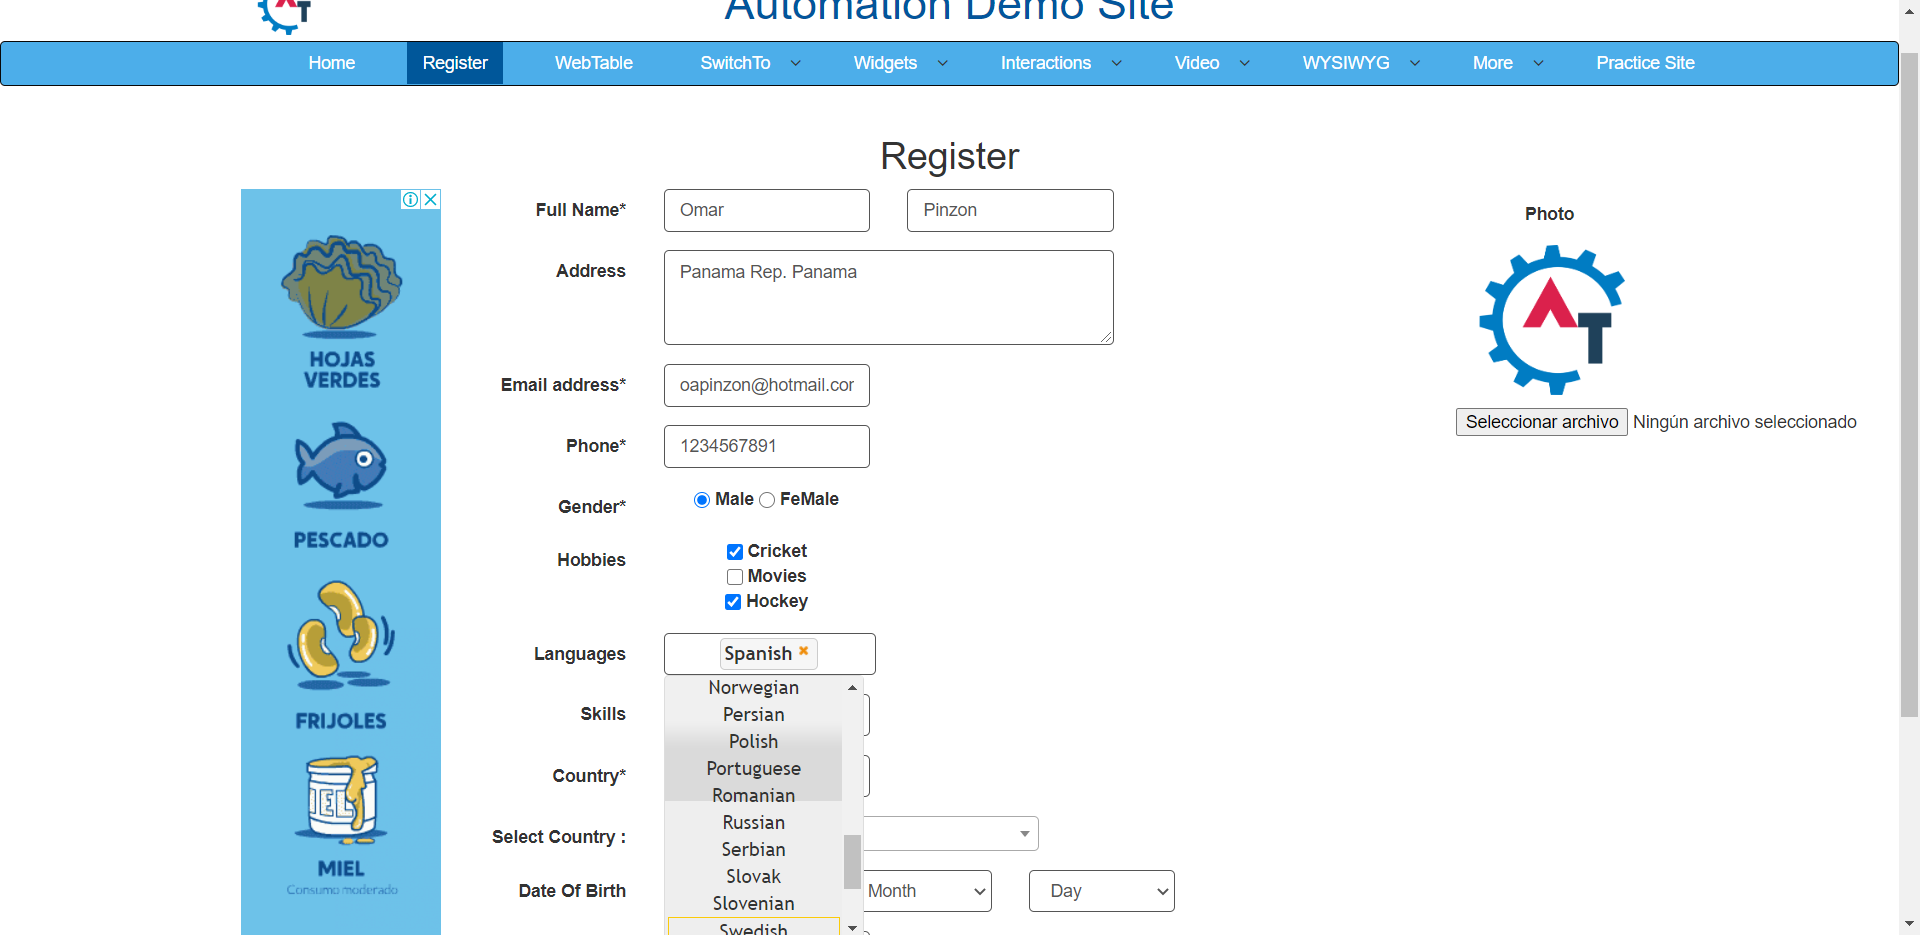 Automation Demo Site
Home Register WebTable SwitchTo Widgets Interactions Video WYSIWYG More Practice Site
Register
Full Name* Omar Pinzon
Photo
Address Panama Rep. Panama
Email address* oapinzon@hotmail.cor
Seleccionar archivo Ningún archivo seleccionado
Phone* 1234567891
Gender* Male FeMale
Hobbies Cricket
Movies
Hockey
Languages Spanish
Norwegian
Skills
Persian
Polish
Portuguese
Country*
Romanian
Russian
Select Country :
Serbian
Slovak
Date Of Birth Month Day
Slovenian
Swedish
HOJAS
VERDES
PESCADO
FRIJOLES
MIEL
Consumo moderado
AT